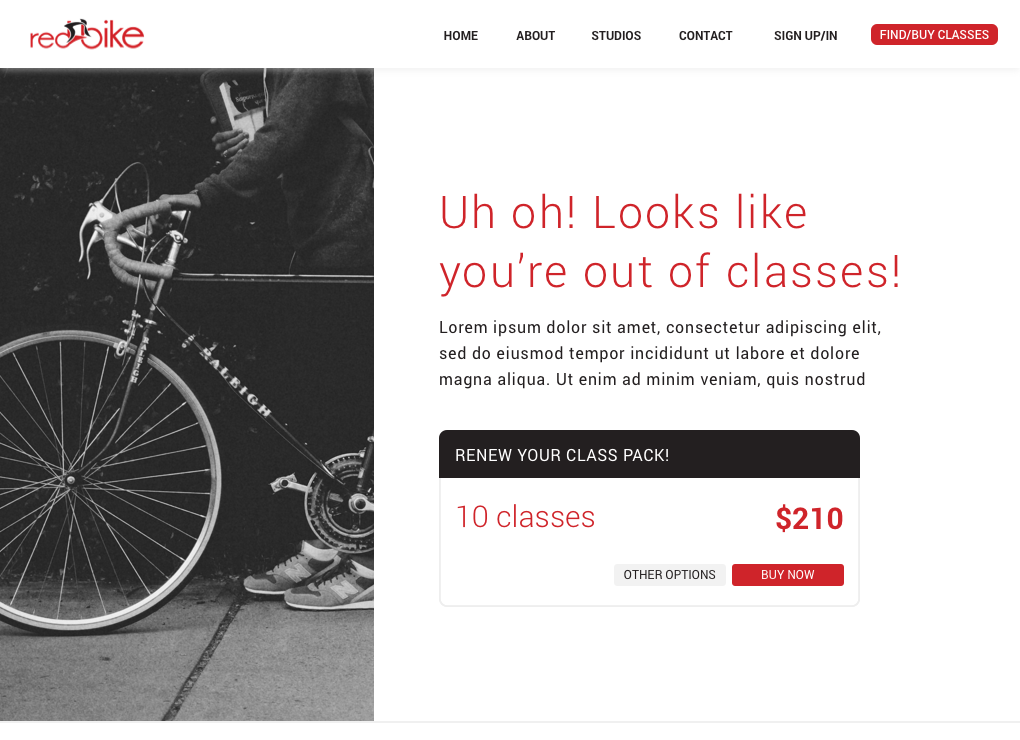 redbike
HOME ABOUT STUDIOS CONTACT SIGN UP/IN FIND/BUY CLASSES
RALEIGH
RALEIGH
Uh oh! Looks like
you’re out of classes!
Lorem ipsum dolor sit amet, consectetur adipiscing elit,
sed do eiusmod tempor incididunt ut labore et dolore
magna aliqua. Ut enim ad minim veniam, quis nostrud
RENEW YOUR CLASS PACK!
10 classes $210
OTHER OPTIONS BUY NOW